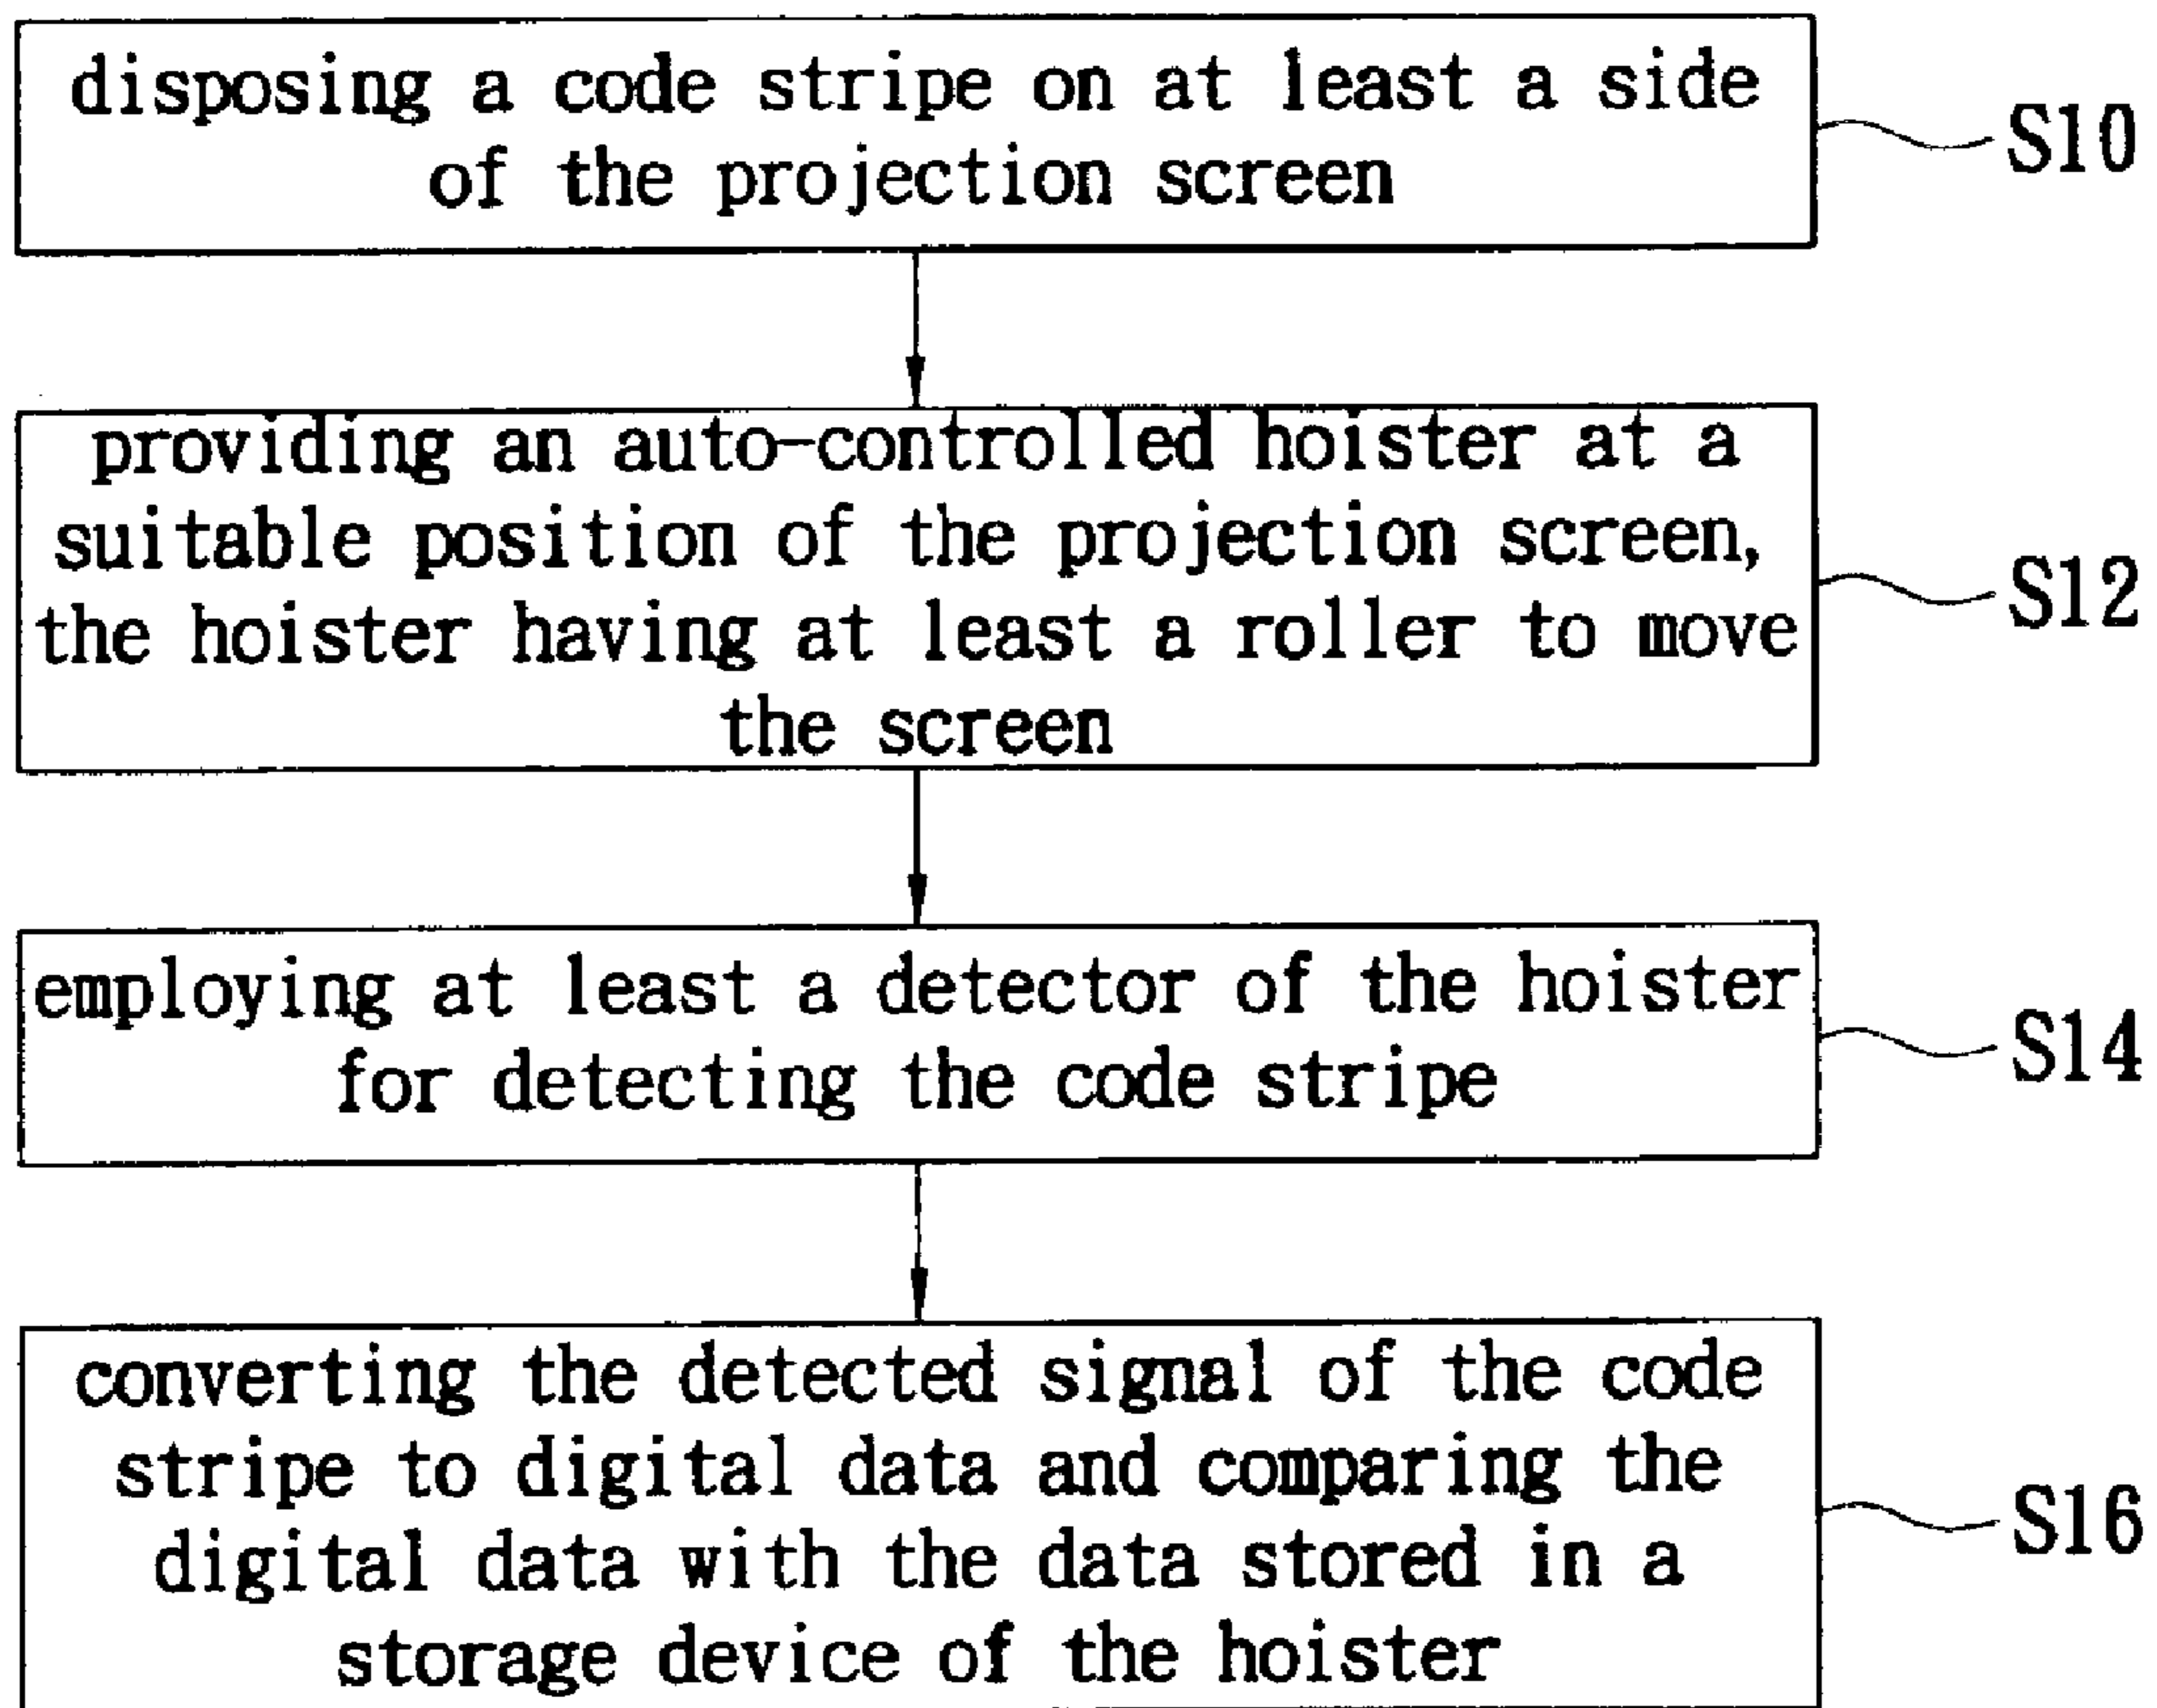 disposing a code stripe on at least a side
of the projection screen
S10
providing an auto-controlled hoister at a
suitable position of the projection screen,
the hoister having at least a roller to move
the screen
S12
employing at least a detector of the hoister
for detecting the code stripe
S14
converting the detected signal of the code
stripe to digital data and comparing the
digital data with the data stored in a
storage device of the hoister
S16